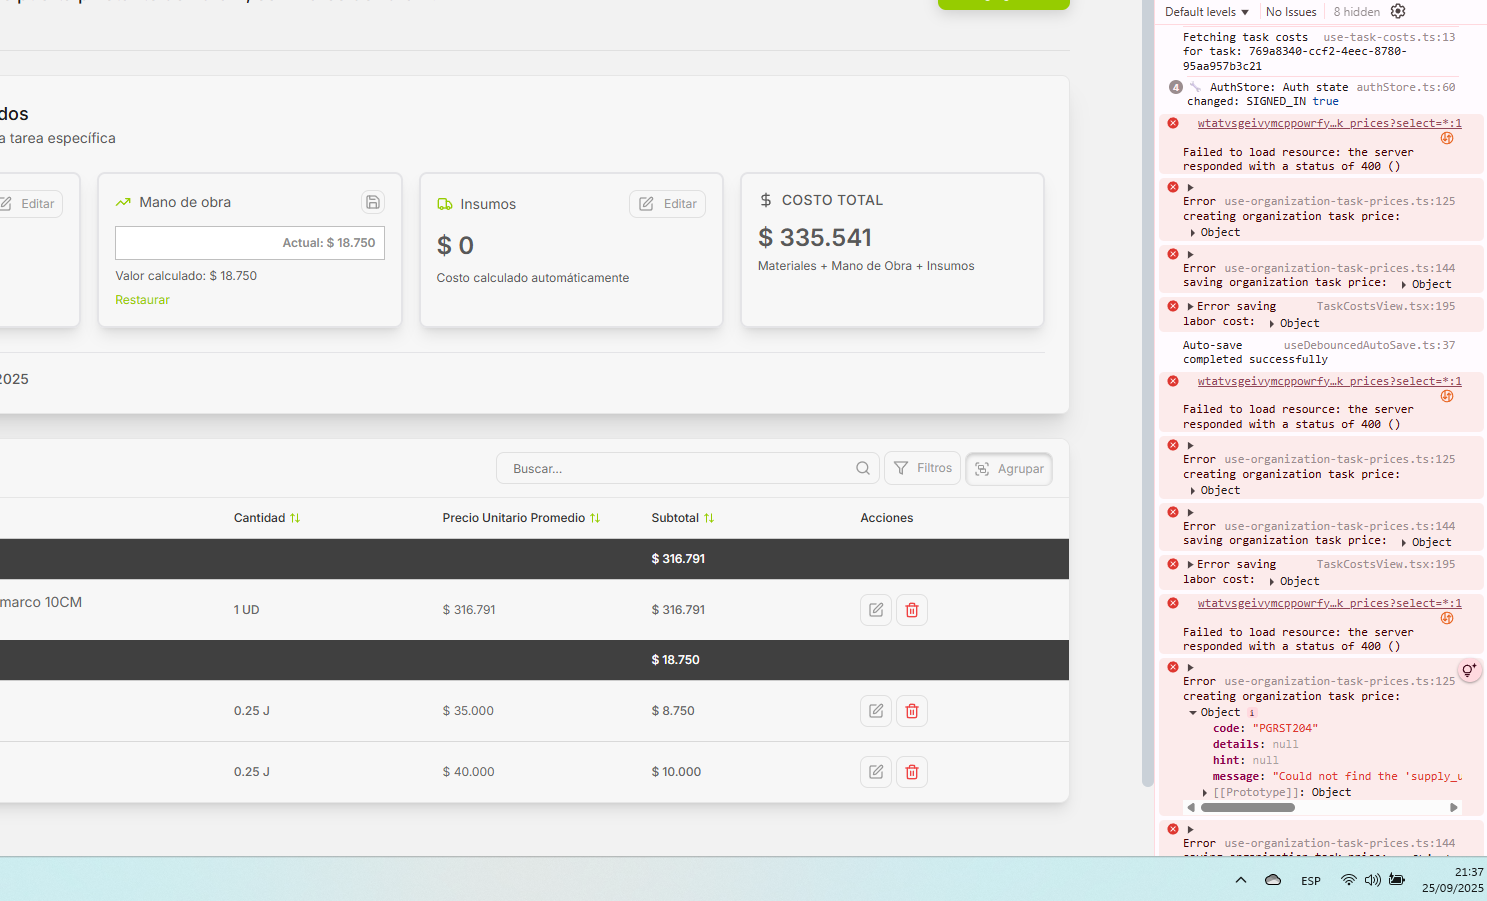 dos
a tarea específica
Editar
Mano de obra
Actual: $ 18.750
Valor calculado: $ 18.750
Restaurar
Insumos
Editar
$ 0
Costo calculado automáticamente
COSTO TOTAL
$ 335.541
Materiales + Mano de Obra + Insumos
2025
Buscar...
Filtros
Agrupar
Cantidad
Precio Unitario Promedio
Subtotal
Acciones
$ 316.791
marco 10CM
1 UD
$ 316.791
$ 316.791
$ 18.750
0.25 J
$ 35.000
$ 8.750
0.25 J
$ 40.000
$ 10.000
Default levels
No Issues
8 hidden
Fetching task costs use-task-costs.ts:13
for task: 769a8340-ccf2-4eec-8780-
95aa957b3c21
4 AuthStore: Auth state authStore.ts:60
changed: SIGNED_IN true
wtatvsgeivymcppowrfy…k_prices?select=*:1
Failed to load resource: the server
responded with a status of 400 ()
Error use-organization-task-prices.ts:125
creating organization task price:
Object
Error use-organization-task-prices.ts:144
saving organization task price: Object
Error saving TaskCostsView.tsx:195
labor cost: Object
Auto-save useDebouncedAutoSave.ts:37
completed successfully
wtatvsgeivymcppowrfy…k_prices?select=*:1
Failed to load resource: the server
responded with a status of 400 ()
Error use-organization-task-prices.ts:125
creating organization task price:
Object
Error use-organization-task-prices.ts:144
saving organization task price: Object
Error saving TaskCostsView.tsx:195
labor cost: Object
wtatvsgeivymcppowrfy…k_prices?select=*:1
Failed to load resource: the server
responded with a status of 400 ()
Error use-organization-task-prices.ts:125
creating organization task price:
Object i
code: "PGRST204"
details: null
hint: null
message: "Could not find the 'supply_u
[[Prototype]]: Object
Error use-organization-task-prices.ts:144
ESP
21:37
25/09/2025